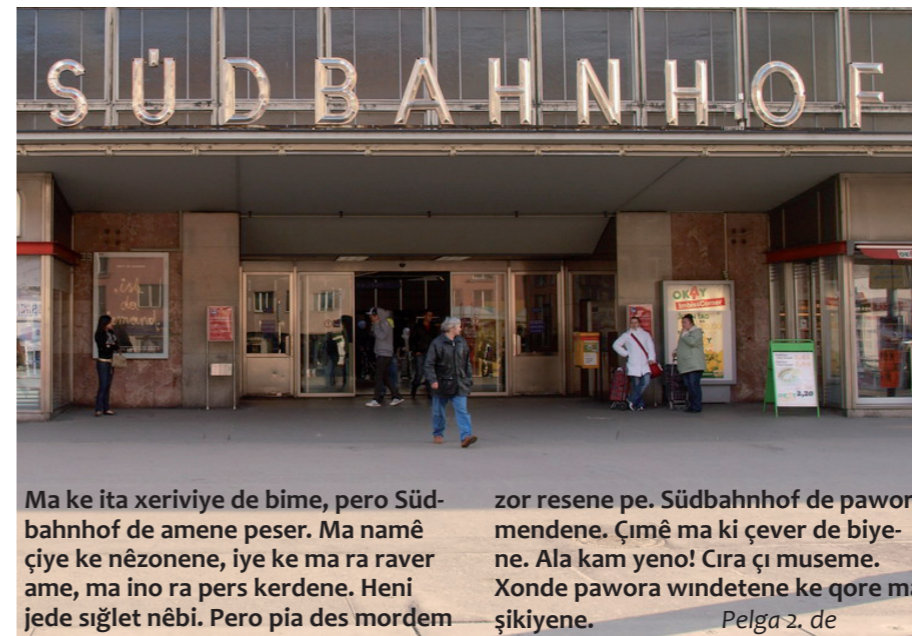 SÜDBAHNHOF
OKAY
Ma ke ita xeriviye de bime, pero Süd-
bahnhof de amene peser. Ma namê
çiye ke nêzonene, iye ke ma ra raver
ame, ma ino ra pers kerdene. Heni
jede sığlet nêbi. Pero pia des mordem
zor resene pe. Südbahnhof de pawor
mendene. Çımê ma ki çever de biye-
ne. Ala kam yeno! Cıra çı museme.
Xonde pawora wındetene ke qore ma
şikiyene. Pelga 2. de